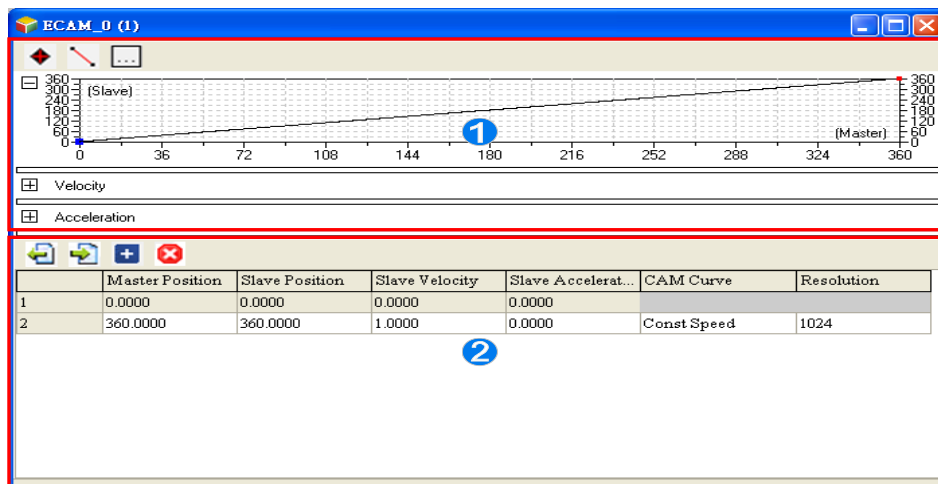 ECAM_0 (1)
...
360 (Slave) 360
300 300
240 240
180 180
120 120
60 1 (Master) 60
0 0
0 36 72 108 144 180 216 252 288 324 360
Velocity
Acceleration
Master Position Slave Position Slave Velocity Slave Accelerat... CAM Curve Resolution
1 0.0000 0.0000 0.0000 0.0000
2 360.0000 360.0000 1.0000 0.0000 Const Speed 1024
2